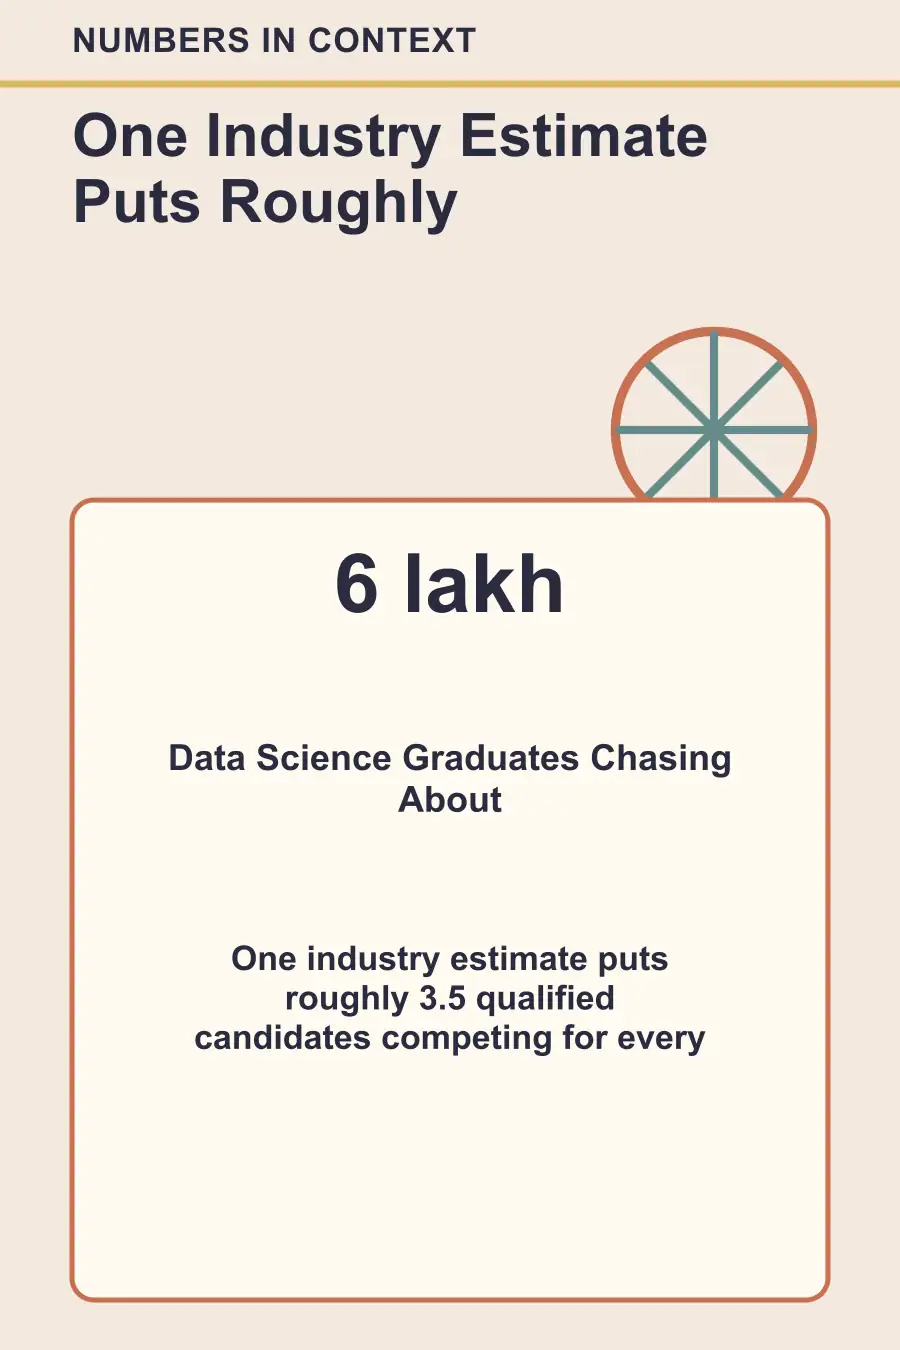 NUMBERS IN CONTEXT
One Industry Estimate
Puts Roughly
6 lakh
Data Science Graduates Chasing
About
One industry estimate puts
roughly 3.5 qualified
candidates competing for every